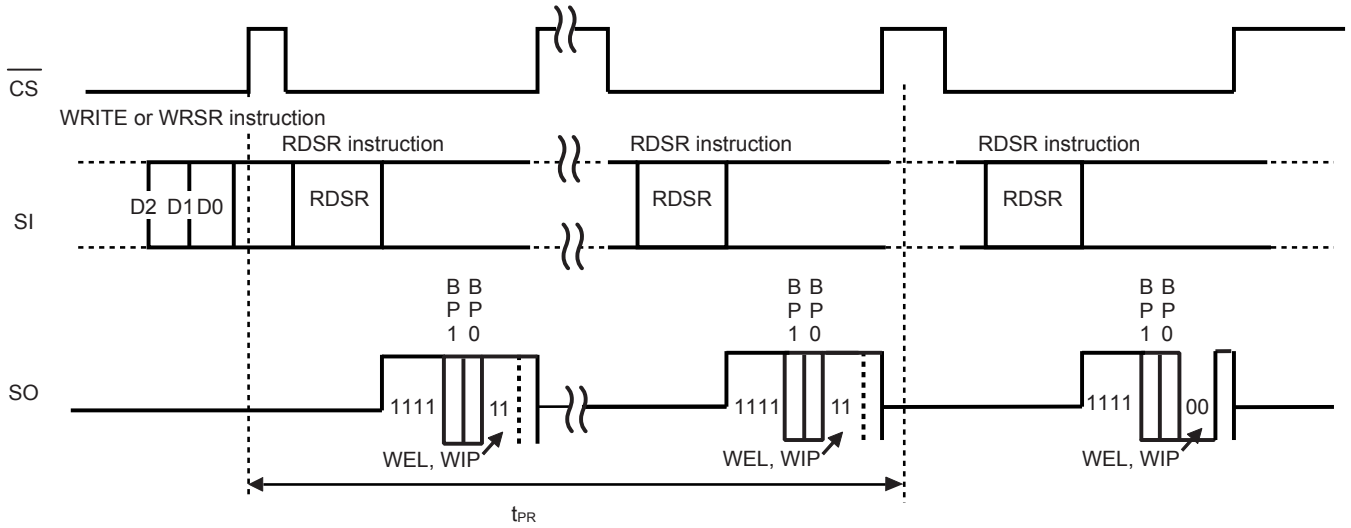 CS
WRITE or WRSR instruction
RDSR instruction RDSR instruction RDSR instruction
D2 D1 D0 RDSR RDSR RDSR
SI
B B B B B B
P P P P P P
1 0 1 0 1 0
SO
1111 11 1111 11 1111 00
WEL, WIP WEL, WIP WEL, WIP
tPR